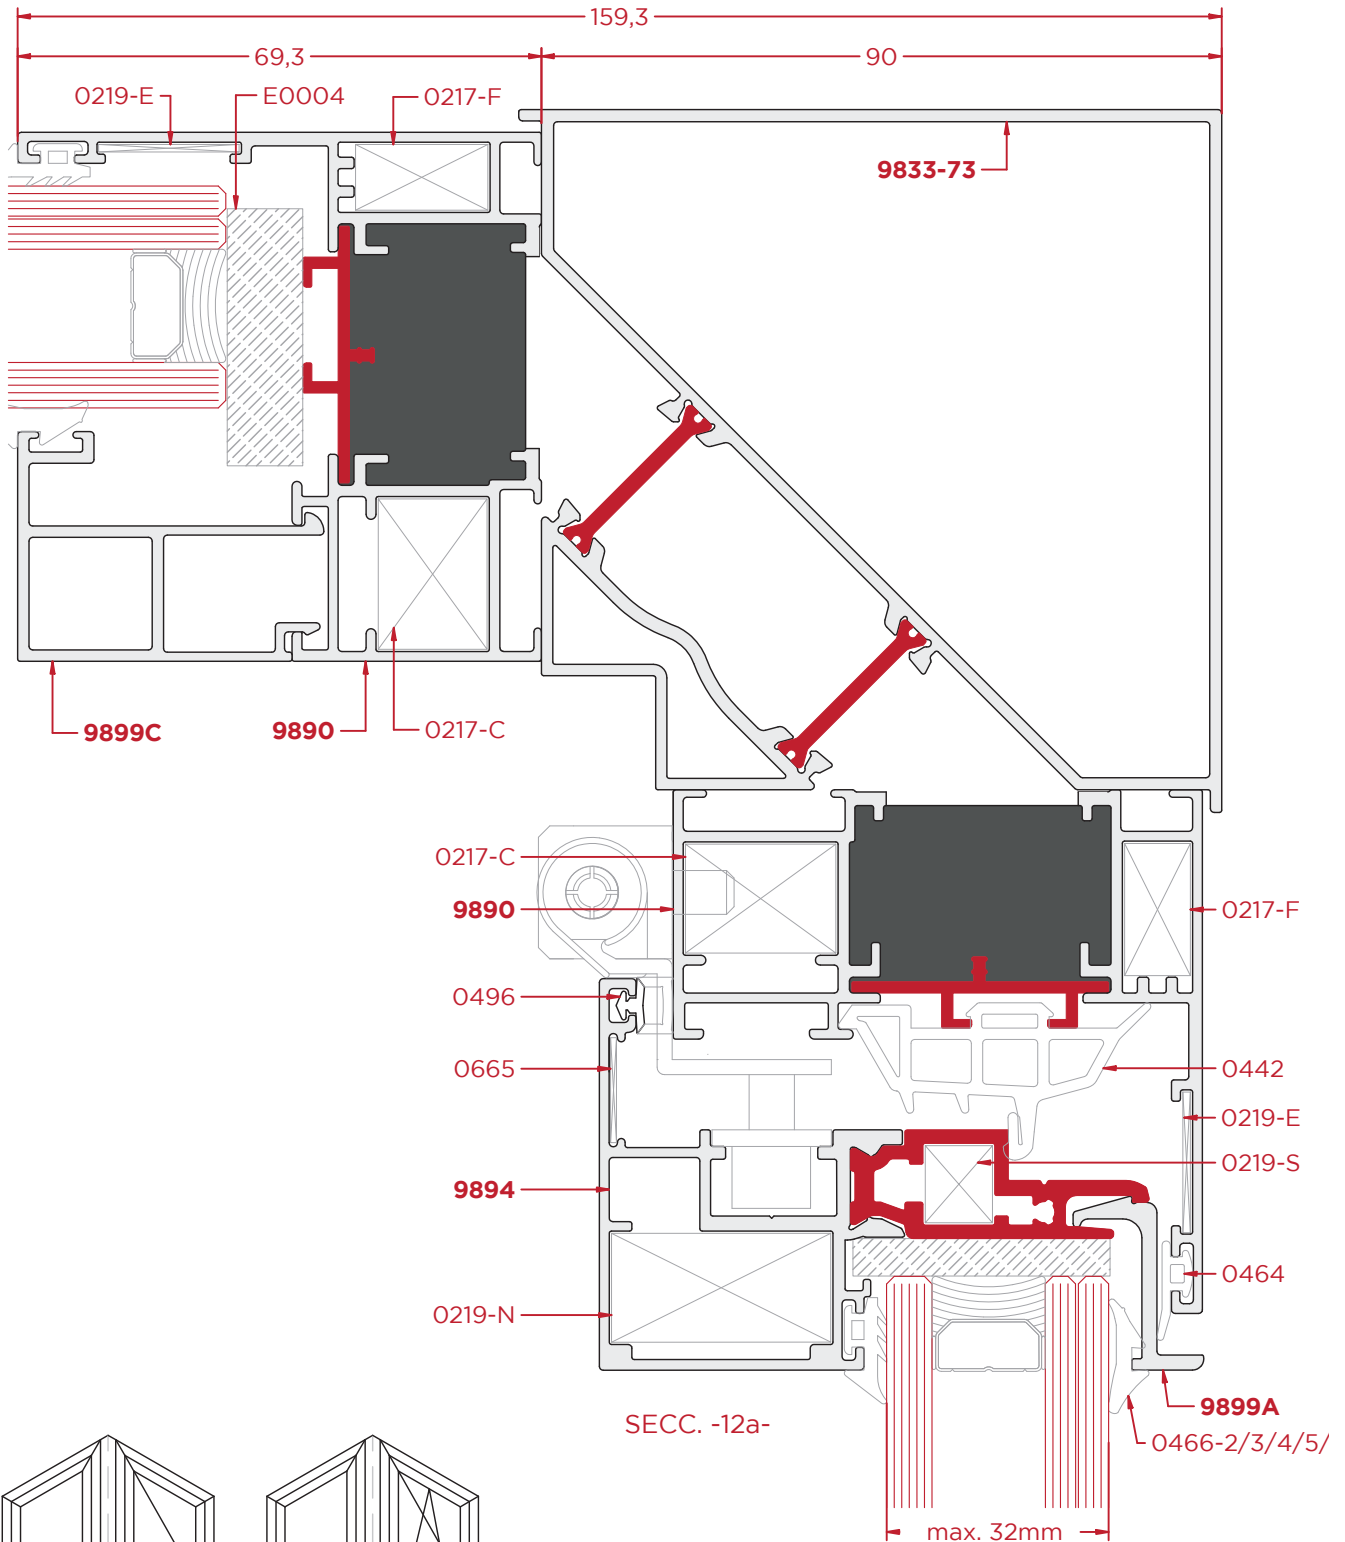 159,3
69,3
90
0219-E
E0004
0217-F
9833-73
9899C
9890
0217-C
0217-C
9890
0217-F
0496
0665
0442
0219-E
0219-S
9894
0464
0219-N
9899A
SECC. -12a-
0466-2/3/4/5/
max. 32mm